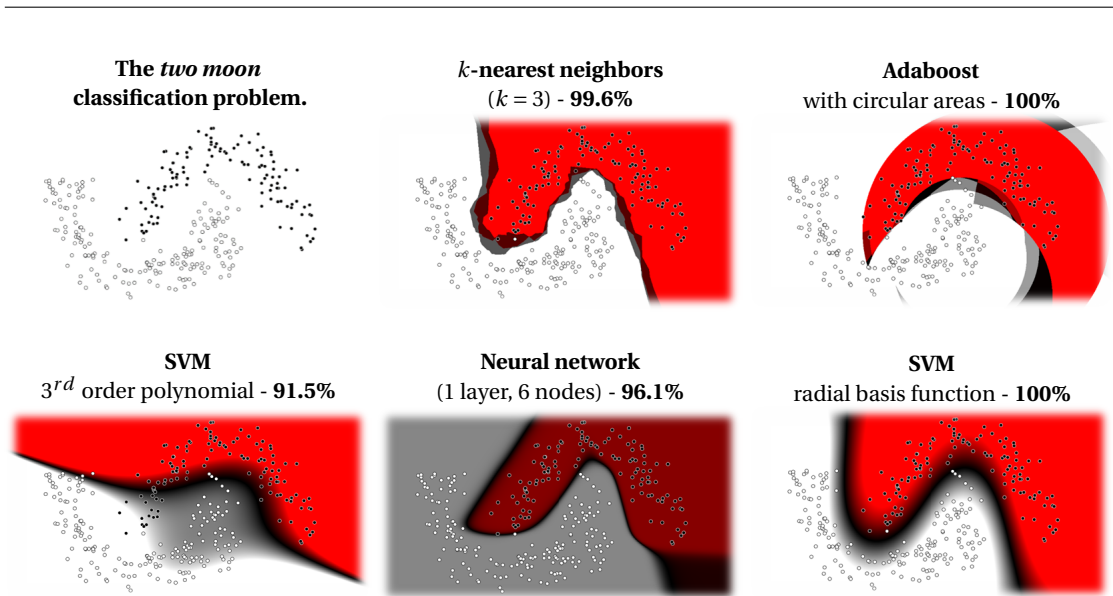 The two moon
classification problem.
k-nearest neighbors
(k = 3) - 99.6%
Adaboost
with circular areas - 100%
SVM
3rd order polynomial - 91.5%
Neural network
(1 layer, 6 nodes) - 96.1%
SVM
radial basis function - 100%